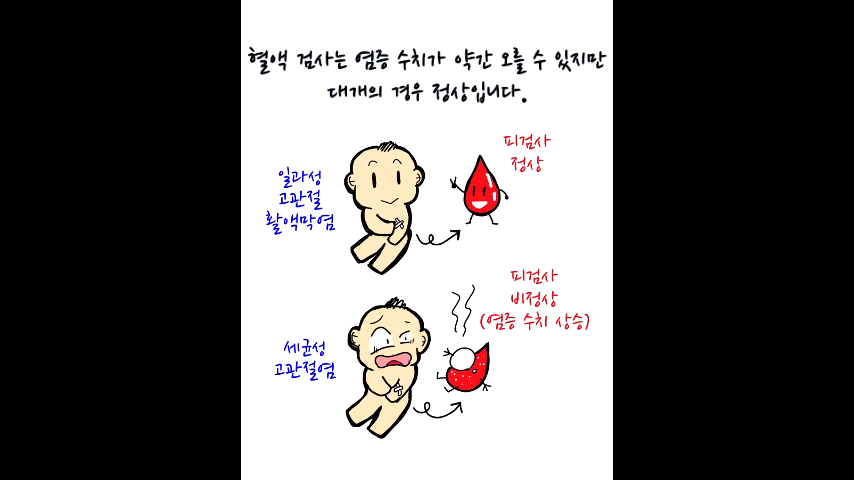 혈액 검사는 염증 수치가 약간 오를 수 있지만
대개의 경우 정상입니다.
일과성
고관절
활액막염
피검사
정상
세균성
고관절염
피검사
비정상
(염증 수치 상승)